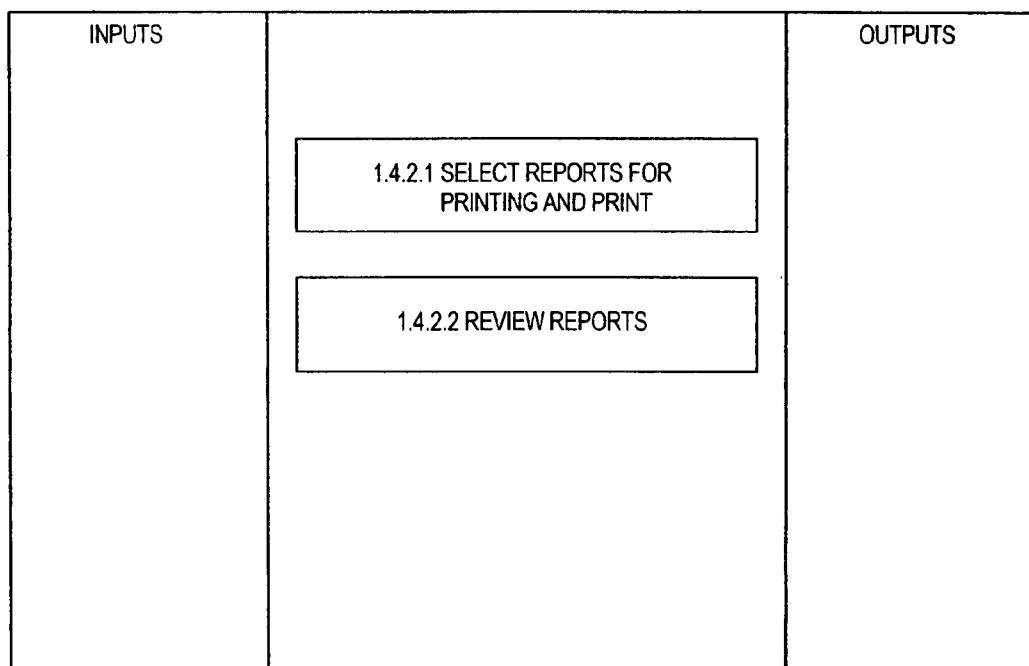 INPUTS
OUTPUTS
1.4.2.1 SELECT REPORTS FOR
PRINTING AND PRINT
1.4.2.2 REVIEW REPORTS